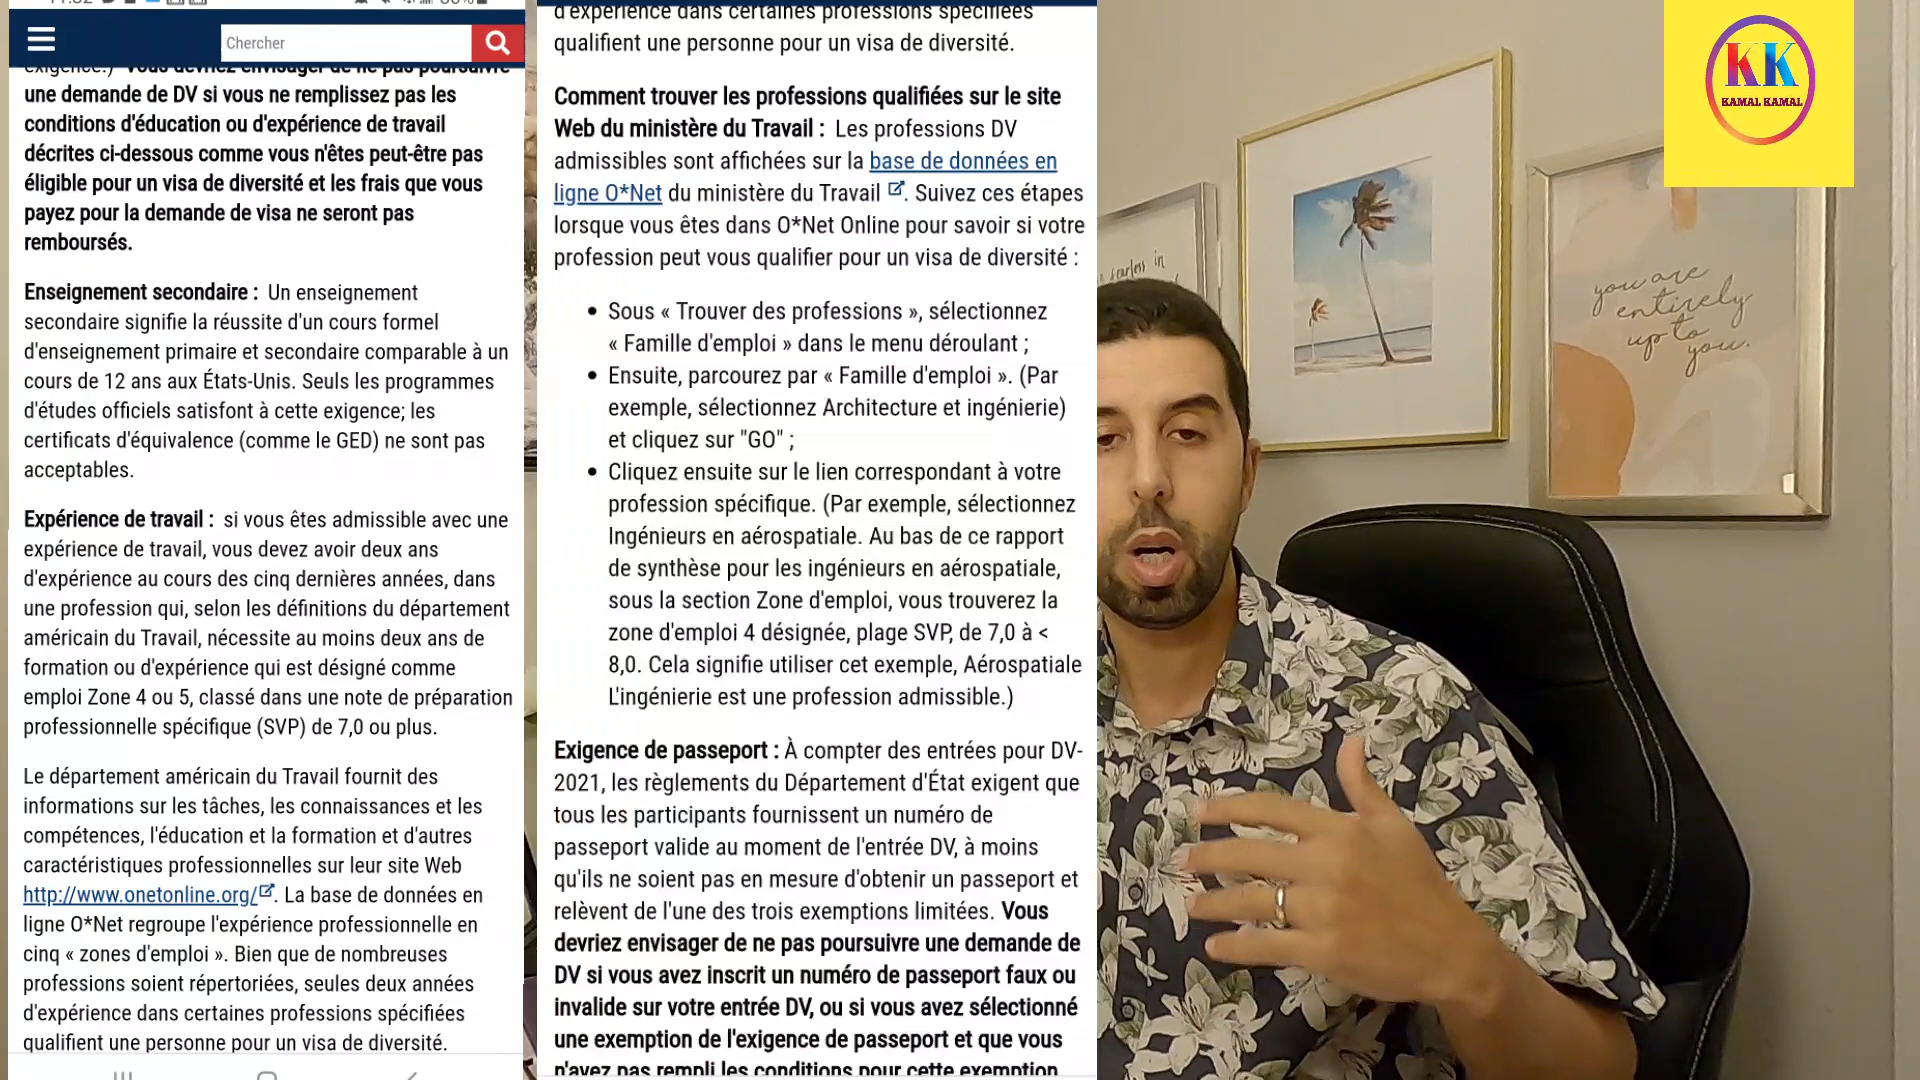 Chercher
exigence.) Vous devriez envisager de ne pas poursuivre
une demande de DV si vous ne remplissez pas les
conditions d'éducation ou d'expérience de travail
décrites ci-dessous comme vous n'êtes peut-être pas
éligible pour un visa de diversité et les frais que vous
payez pour la demande de visa ne seront pas
remboursés.
Enseignement secondaire : Un enseignement
secondaire signifie la réussite d'un cours formel
d'enseignement primaire et secondaire comparable à un
cours de 12 ans aux États-Unis. Seuls les programmes
d'études officiels satisfont à cette exigence; les
certificats d'équivalence (comme le GED) ne sont pas
acceptables.
Expérience de travail : si vous êtes admissible avec une
expérience de travail, vous devez avoir deux ans
d'expérience au cours des cinq dernières années, dans
une profession qui, selon les définitions du département
américain du Travail, nécessite au moins deux ans de
formation ou d'expérience qui est désigné comme
emploi Zone 4 ou 5, classé dans une note de préparation
professionnelle spécifique (SVP) de 7,0 ou plus.
Le département américain du Travail fournit des
informations sur les tâches, les connaissances et les
compétences, l'éducation et la formation et d'autres
caractéristiques professionnelles sur leur site Web
http://www.onetonline.org/. La base de données en
ligne O*Net regroupe l'expérience professionnelle en
cinq « zones d'emploi ». Bien que de nombreuses
professions soient répertoriées, seules deux années
d'expérience dans certaines professions spécifiées
qualifient une personne pour un visa de diversité.
d'expérience dans certaines professions spécifiées
qualifient une personne pour un visa de diversité.
Comment trouver les professions qualifiées sur le site
Web du ministère du Travail : Les professions DV
admissibles sont affichées sur la base de données en
ligne O*Net du ministère du Travail. Suivez ces étapes
lorsque vous êtes dans O*Net Online pour savoir si votre
profession peut vous qualifier pour un visa de diversité :
• Sous « Trouver des professions », sélectionnez
« Famille d'emploi » dans le menu déroulant ;
• Ensuite, parcourez par « Famille d'emploi ». (Par
exemple, sélectionnez Architecture et ingénierie)
et cliquez sur "GO" ;
• Cliquez ensuite sur le lien correspondant à votre
profession spécifique. (Par exemple, sélectionnez
Ingénieurs en aérospatiale. Au bas de ce rapport
de synthèse pour les ingénieurs en aérospatiale,
sous la section Zone d'emploi, vous trouverez la
zone d'emploi 4 désignée, plage SVP, de 7,0 à <
8,0. Cela signifie utiliser cet exemple, Aérospatiale
L'ingénierie est une profession admissible.)
Exigence de passeport : À compter des entrées pour DV-
2021, les règlements du Département d'État exigent que
tous les participants fournissent un numéro de
passeport valide au moment de l'entrée DV, à moins
qu'ils ne soient pas en mesure d'obtenir un passeport et
relèvent de l'une des trois exemptions limitées. Vous
devriez envisager de ne pas poursuivre une demande de
DV si vous avez inscrit un numéro de passeport faux ou
invalide sur votre entrée DV, ou si vous avez sélectionné
une exemption de l'exigence de passeport et que vous
n'avez pas rempli les conditions pour cette exemption
fearless in
you are
entirely
up to
you.
KK
KAMAL KAMAL